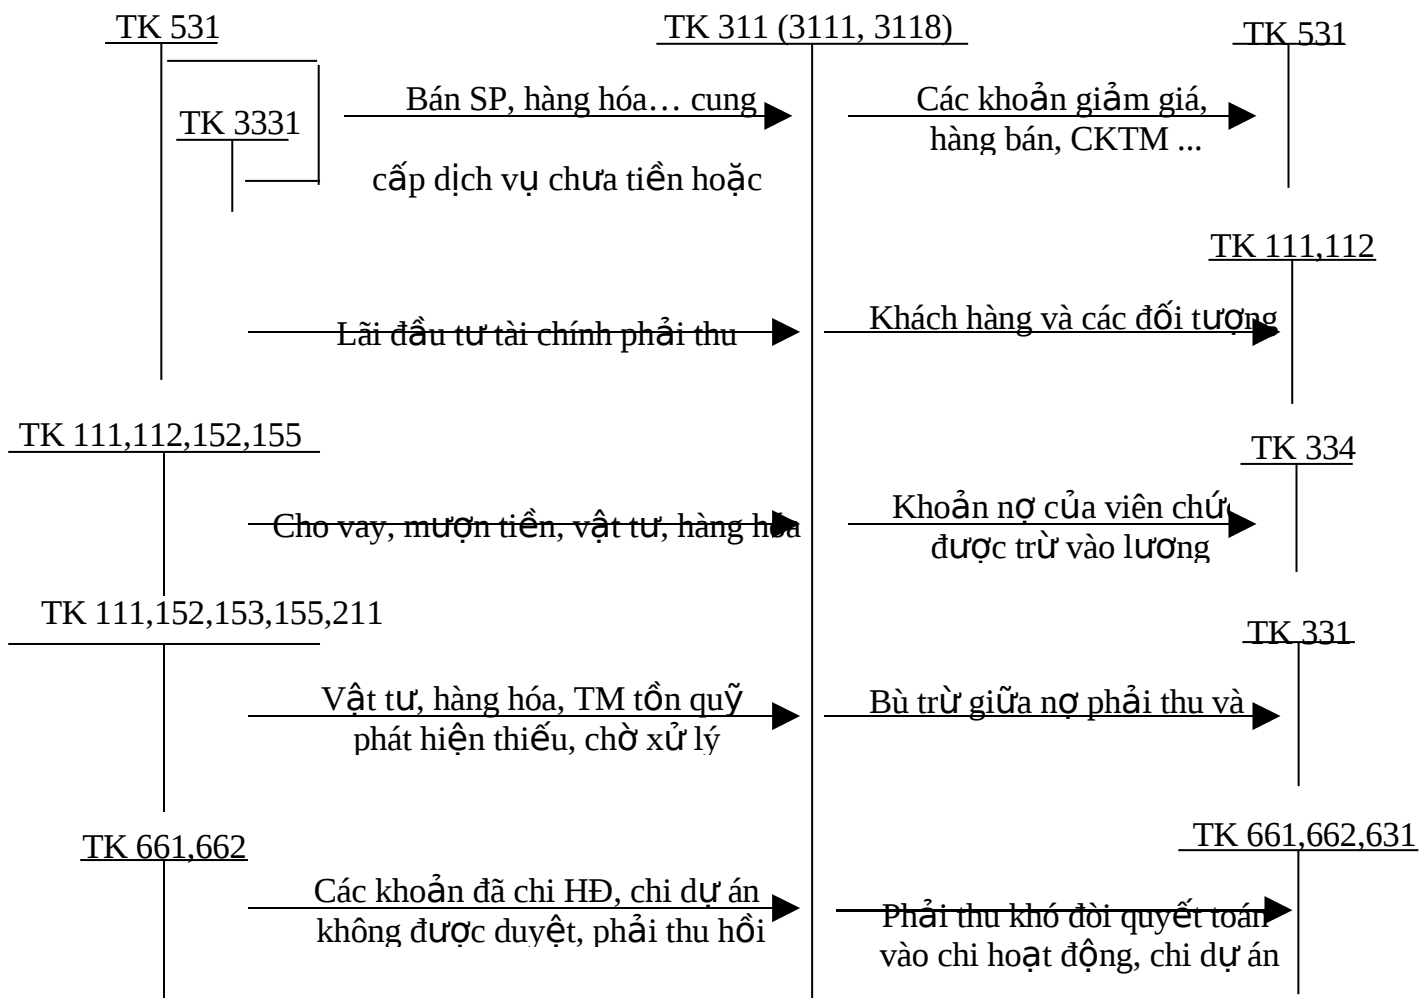 TK 531
TK 311 (3111, 3118)
TK 531
Bán SP, hàng hóa… cung
Các khoản giảm giá,
TK 3331
hàng bán, CKTM ...
cấp dịch vụ chưa tiền hoặc
TK 111,112
Lãi đầu tư tài chính phải thu
Khách hàng và các đối tượng
TK 111,112,152,155
TK 334
Cho vay, mượn tiền, vật tư, hàng hóa
Khoản nợ của viên chức
được trừ vào lương
TK 111,152,153,155,211
TK 331
Vật tư, hàng hóa, TM tồn quỹ
phát hiện thiếu, chờ xử lý
Bù trừ giữa nợ phải thu và
TK 661,662
TK 661,662,631
Các khoản đã chi HĐ, chi dự án
không được duyệt, phải thu hồi
Phải thu khó đòi quyết toán
vào chi hoạt động, chi dự án